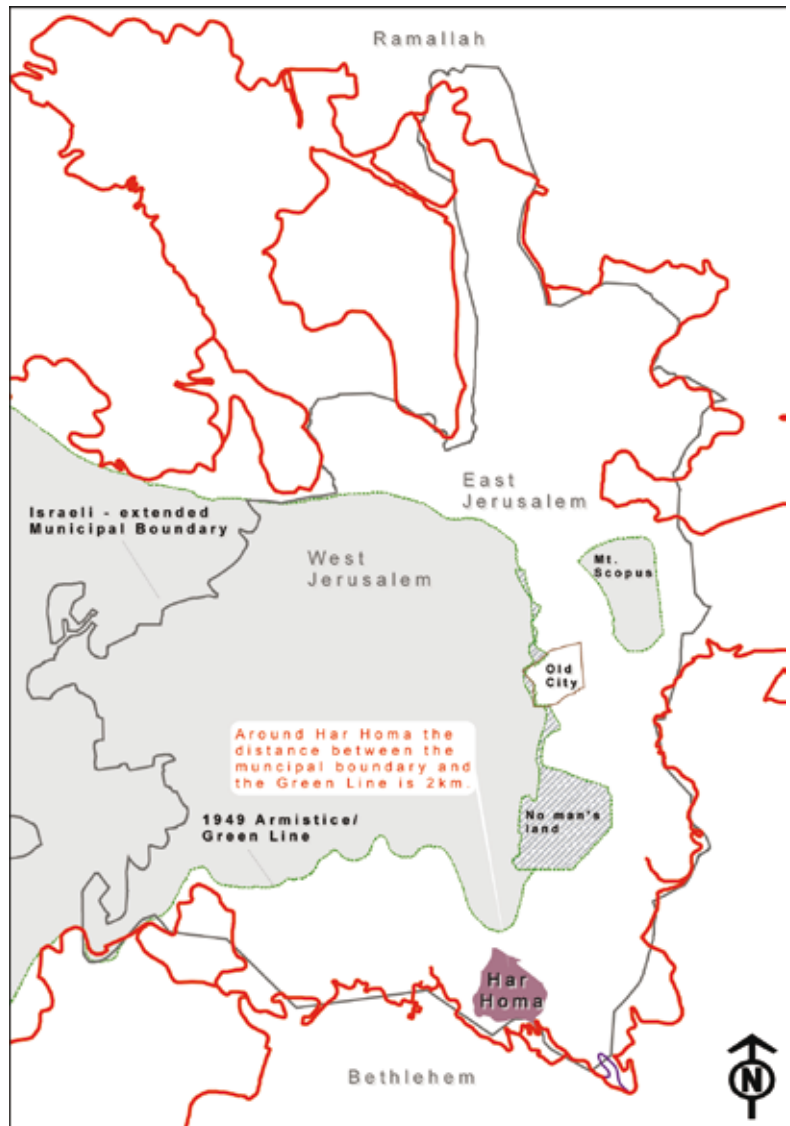 Ramallah
East
Jerusalem
Israeli - extended
Municipal Boundary
West
Jerusalem
Mt.
Scopus
Old
City
Around Har Homa the
distance between the
muncipal boundary and
the Green Line is 2km.
1949 Armistice/
Green Line
No man's
land
Har
Homa
Bethlehem
N